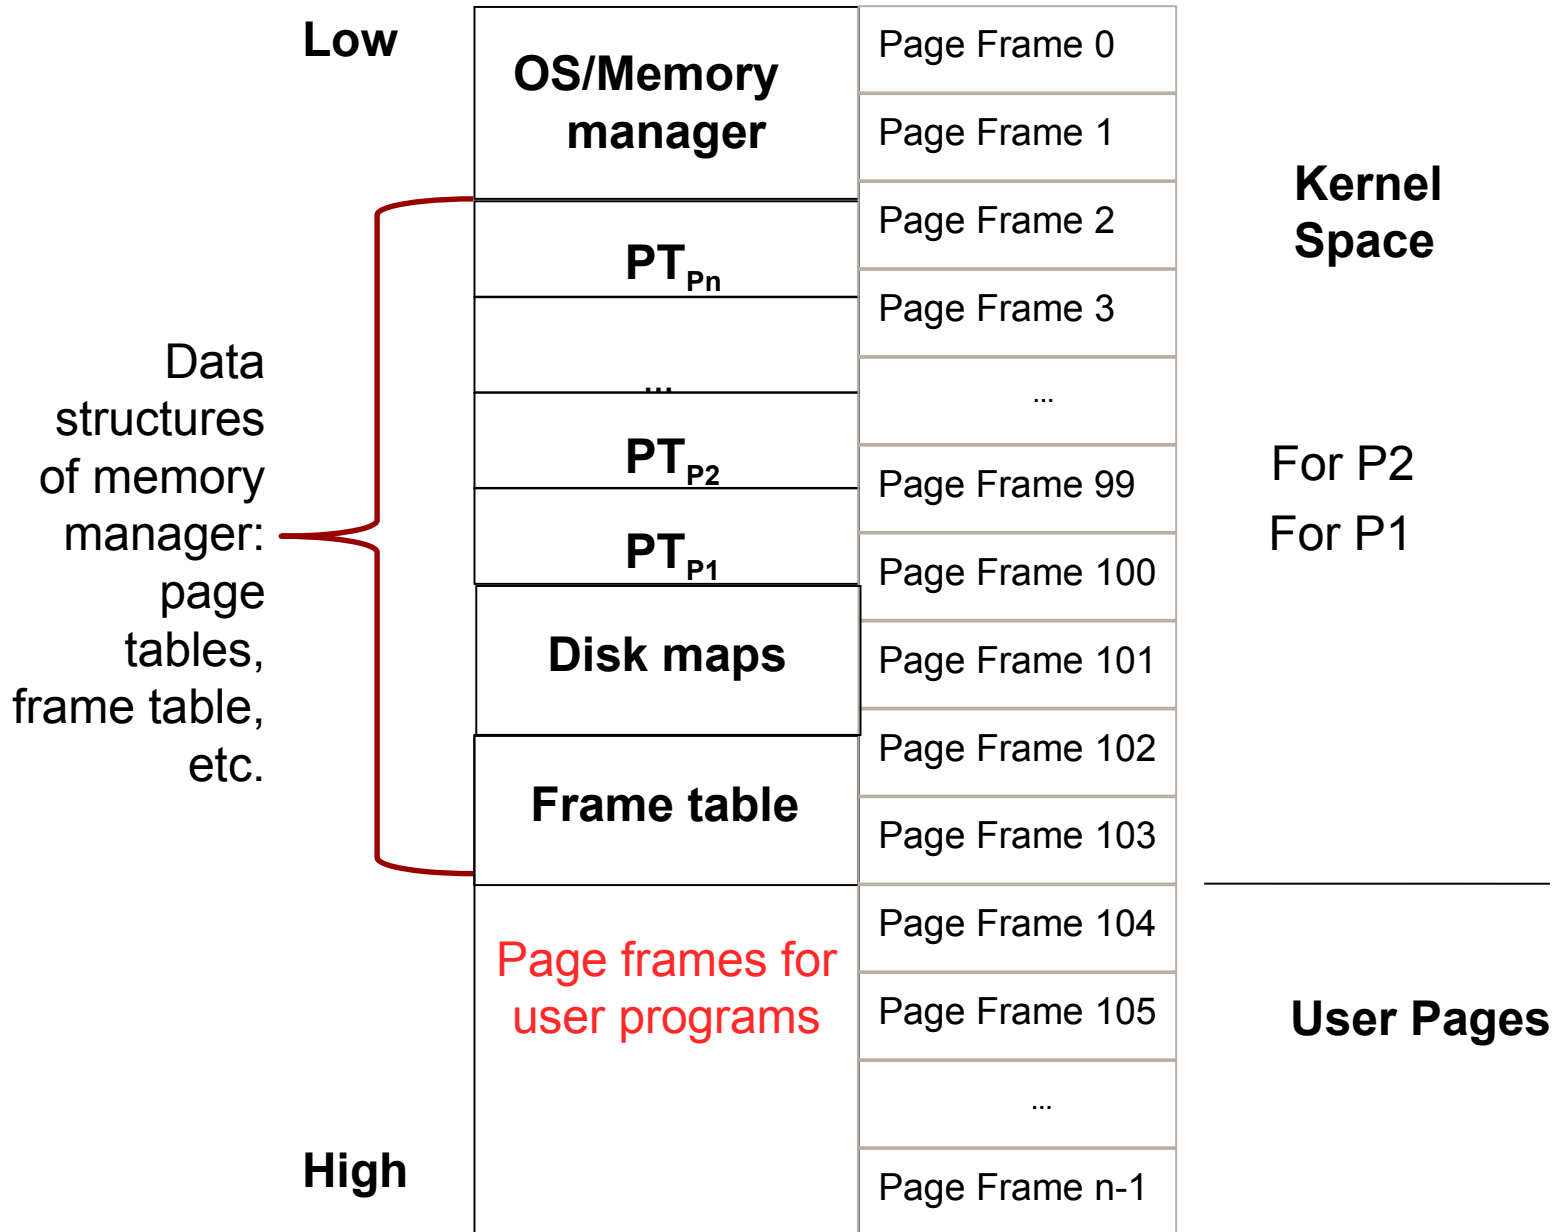 Low
High
Data
structures
of memory
manager:
page
tables,
frame table,
etc.
OS/Memory
manager
PT_Pn
...
PT_P2
PT_P1
Disk maps
Frame table
Page frames for
user programs
Page Frame 0
Page Frame 1
Page Frame 2
Page Frame 3
...
Page Frame 99
Page Frame 100
Page Frame 101
Page Frame 102
Page Frame 103
Page Frame 104
Page Frame 105
...
Page Frame n-1
Kernel
Space
For P2
For P1
User Pages